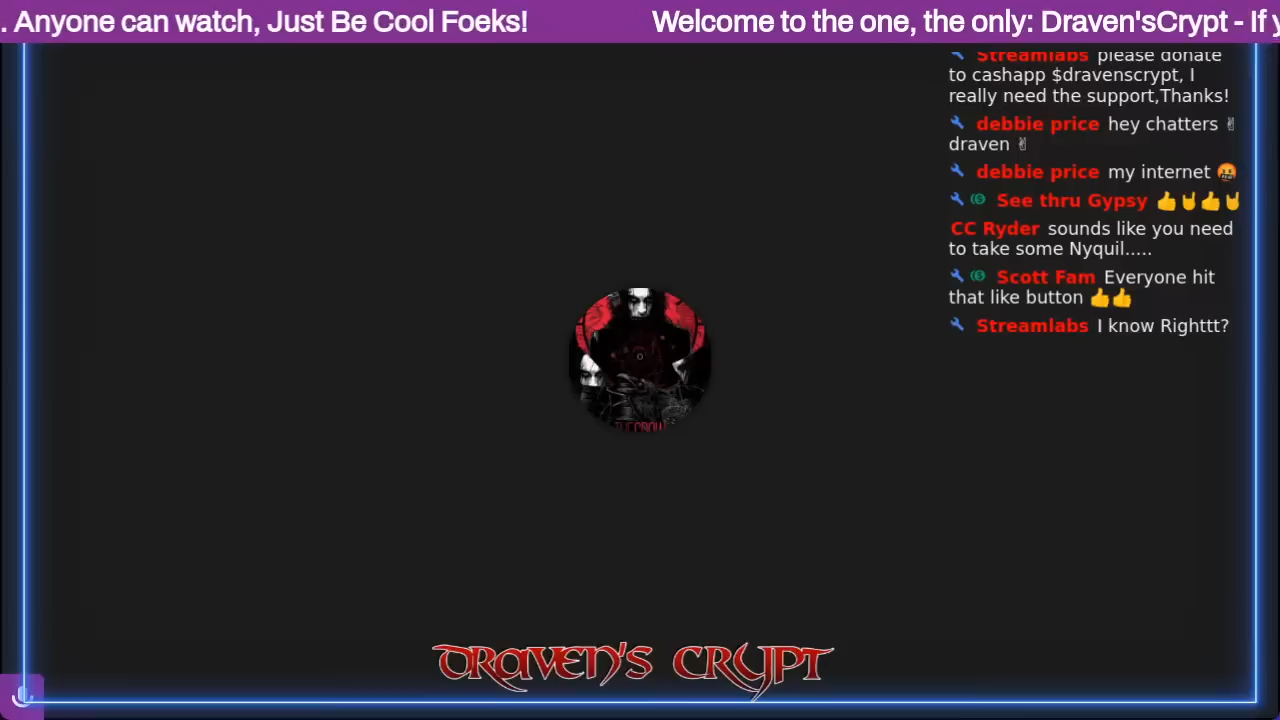 . Anyone can watch, Just Be Cool Foeks! Welcome to the one, the only: Draven'sCrypt - If y
Streamlabs please donate
to cashapp $dravenscrypt, I
really need the support,Thanks!
debbie price hey chatters ✌
draven ✌
debbie price my internet 🤬
See thru Gypsy 👍🤘👍🤘
CC Ryder sounds like you need
to take some Nyquil.....
Scott Fam Everyone hit
that like button 👍👍
Streamlabs I know Righttt?
THE CROW
DRAVEN'S CRYPT